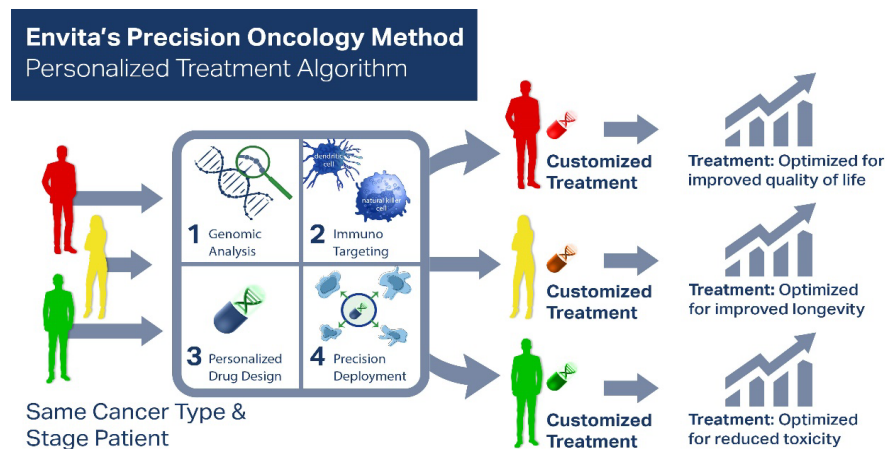 Envita's Precision Oncology Method
Personalized Treatment Algorithm
dendritic
cell
natural killer
cell
1 Genomic
Analysis
2 Immuno
Targeting
3 Personalized
Drug Design
4 Precision
Deployment
Same Cancer Type &
Stage Patient
Customized
Treatment
Treatment: Optimized for
improved quality of life
Customized
Treatment
Treatment: Optimized
for improved longevity
Customized
Treatment
Treatment: Optimized
for reduced toxicity